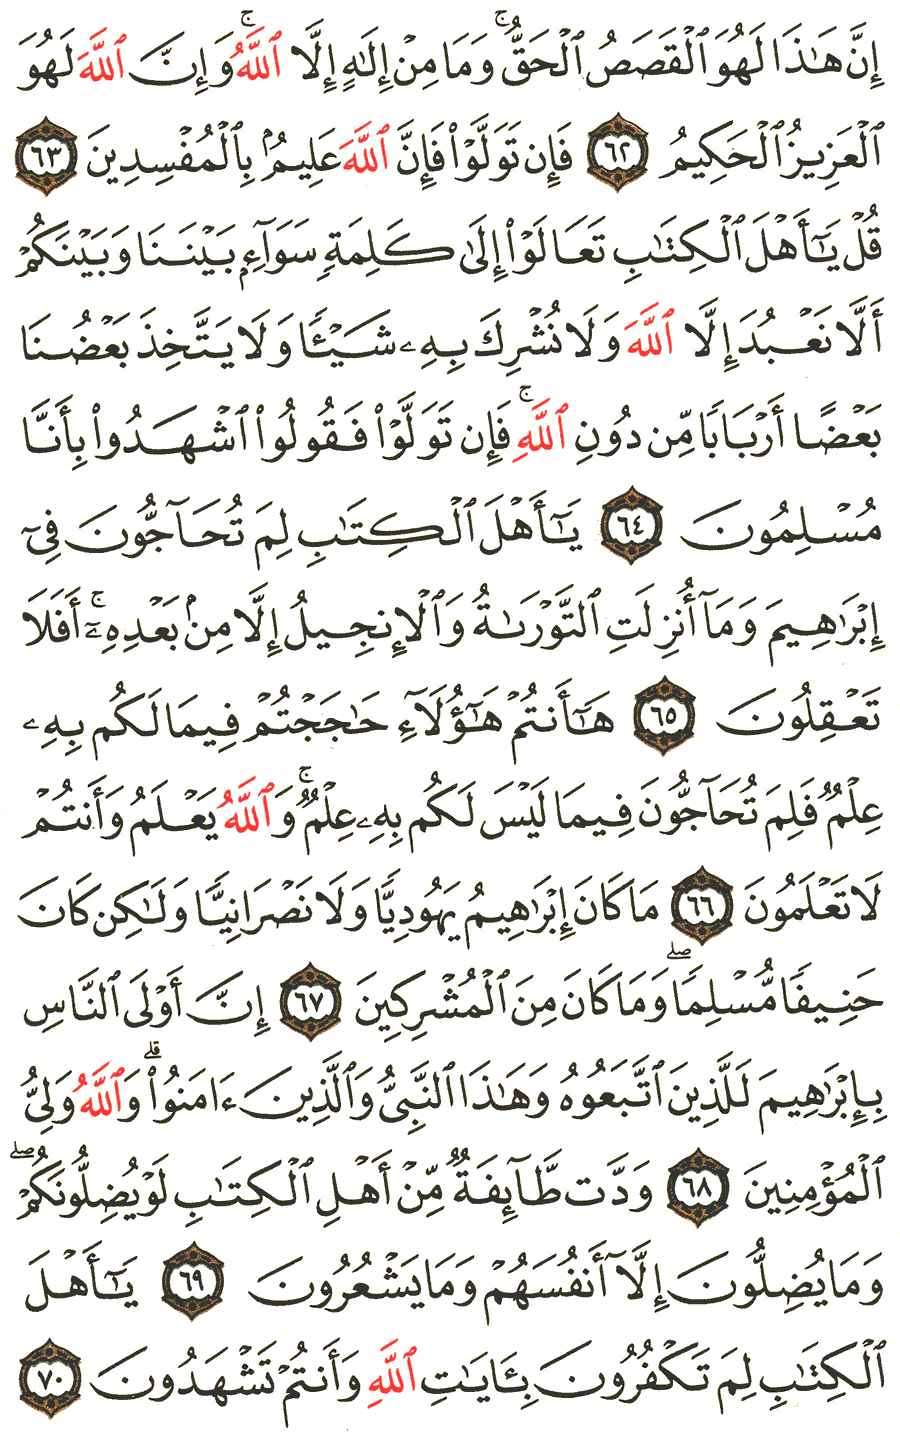 إِنَّ هَٰذَا لَهُوَ ٱلْقَصَصُ ٱلْحَقُّ ۚ وَمَا مِنْ إِلَٰهٍ إِلَّا ٱللَّهُ ۚ وَإِنَّ ٱللَّهَ لَهُوَ
ٱلْعَزِيزُ ٱلْحَكِيمُ ٦٢ فَإِن تَوَلَّوْا۟ فَإِنَّ ٱللَّهَ عَلِيمٌۢ بِٱلْمُفْسِدِينَ ٦٣
قُلْ يَٰٓأَهْلَ ٱلْكِتَٰبِ تَعَالَوْا۟ إِلَىٰ كَلِمَةٍ سَوَآءٍۭ بَيْنَنَا وَبَيْنَكُمْ
أَلَّا نَعْبُدَ إِلَّا ٱللَّهَ وَلَا نُشْرِكَ بِهِۦ شَيْـًٔا وَلَا يَتَّخِذَ بَعْضُنَا
بَعْضًا أَرْبَابًا مِّن دُونِ ٱللَّهِ ۚ فَإِن تَوَلَّوْا۟ فَقُولُوا۟ ٱشْهَدُوا۟ بِأَنَّا
مُسْلِمُونَ ٦٤ يَٰٓأَهْلَ ٱلْكِتَٰبِ لِمَ تُحَآجُّونَ فِىٓ
إِبْرَٰهِيمَ وَمَآ أُنزِلَتِ ٱلتَّوْرَىٰةُ وَٱلْإِنجِيلُ إِلَّا مِنۢ بَعْدِهِۦٓ ۚ أَفَلَا
تَعْقِلُونَ ٦٥ هَٰٓأَنتُمْ هَٰٓؤُلَآءِ حَٰجَجْتُمْ فِيمَا لَكُم بِهِۦ
عِلْمٌ فَلِمَ تُحَآجُّونَ فِيمَا لَيْسَ لَكُم بِهِۦ عِلْمٌ ۚ وَٱللَّهُ يَعْلَمُ وَأَنتُمْ
لَا تَعْلَمُونَ ٦٦ مَا كَانَ إِبْرَٰهِيمُ يَهُودِيًّا وَلَا نَصْرَانِيًّا وَلَٰكِن كَانَ
حَنِيفًا مُّسْلِمًا ۖ وَمَا كَانَ مِنَ ٱلْمُشْرِكِينَ ٦٧ إِنَّ أَوْلَى ٱلنَّاسِ
بِإِبْرَٰهِيمَ لَلَّذِينَ ٱتَّبَعُوهُ وَهَٰذَا ٱلنَّبِىُّ وَٱلَّذِينَ ءَامَنُوا۟ ۗ وَٱللَّهُ وَلِىُّ
ٱلْمُؤْمِنِينَ ٦٨ وَدَّت طَّآئِفَةٌ مِّنْ أَهْلِ ٱلْكِتَٰبِ لَوْ يُضِلُّونَكُمْ ۖ
وَمَا يُضِلُّونَ إِلَّآ أَنفُسَهُمْ وَمَا يَشْعُرُونَ ٦٩ يَٰٓأَهْلَ
ٱلْكِتَٰبِ لِمَ تَكْفُرُونَ بِـَٔايَٰتِ ٱللَّهِ وَأَنتُمْ تَشْهَدُونَ ٧٠